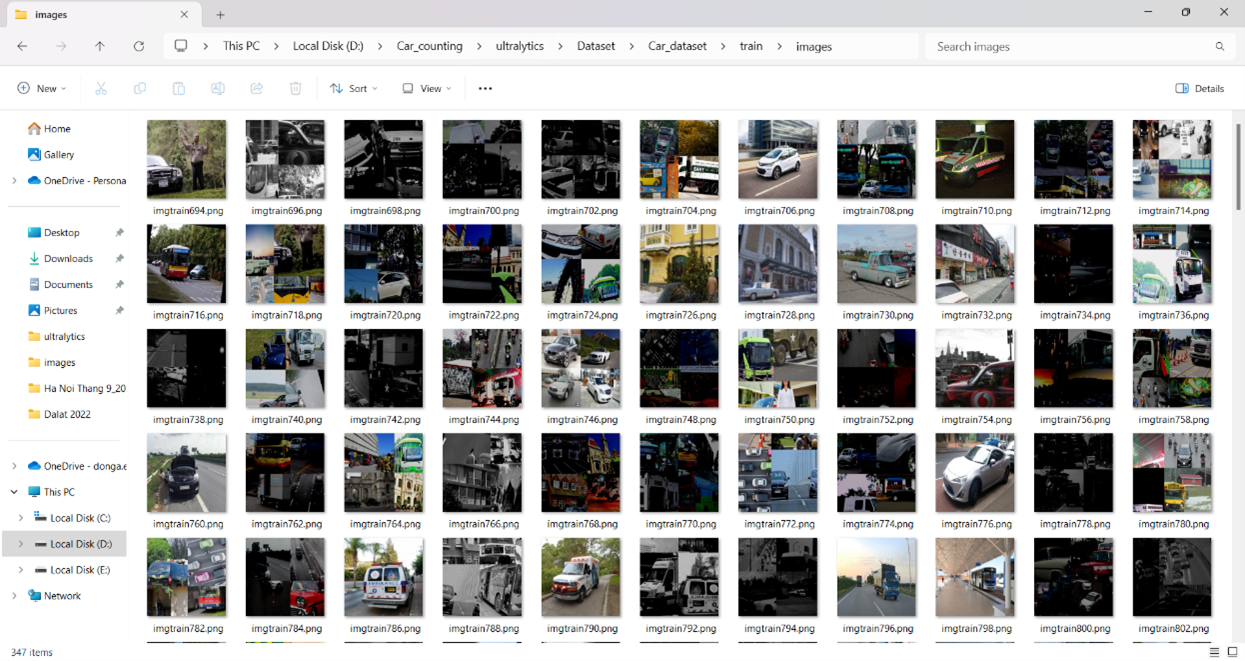 images
This PC > Local Disk (D:) > Car_counting > ultralytics > Dataset > Car_dataset > train > images
Search images
New
Sort
View
Details
Home
Gallery
OneDrive - Persona
Desktop
Downloads
Documents
Pictures
ultralytics
images
Ha Noi Thang 9_20
Dalat 2022
OneDrive - donga.e
This PC
Local Disk (C:)
Local Disk (D:)
Local Disk (E:)
Network
imgtrain694.png imgtrain696.png imgtrain698.png imgtrain700.png imgtrain702.png imgtrain704.png imgtrain706.png imgtrain708.png imgtrain710.png imgtrain712.png imgtrain714.png
imgtrain716.png imgtrain718.png imgtrain720.png imgtrain722.png imgtrain724.png imgtrain726.png imgtrain728.png imgtrain730.png imgtrain732.png imgtrain734.png imgtrain736.png
imgtrain738.png imgtrain740.png imgtrain742.png imgtrain744.png imgtrain746.png imgtrain748.png imgtrain750.png imgtrain752.png imgtrain754.png imgtrain756.png imgtrain758.png
imgtrain760.png imgtrain762.png imgtrain764.png imgtrain766.png imgtrain768.png imgtrain770.png imgtrain772.png imgtrain774.png imgtrain776.png imgtrain778.png imgtrain780.png
imgtrain782.png imgtrain784.png imgtrain786.png imgtrain788.png imgtrain790.png imgtrain792.png imgtrain794.png imgtrain796.png imgtrain798.png imgtrain800.png imgtrain802.png
347 items